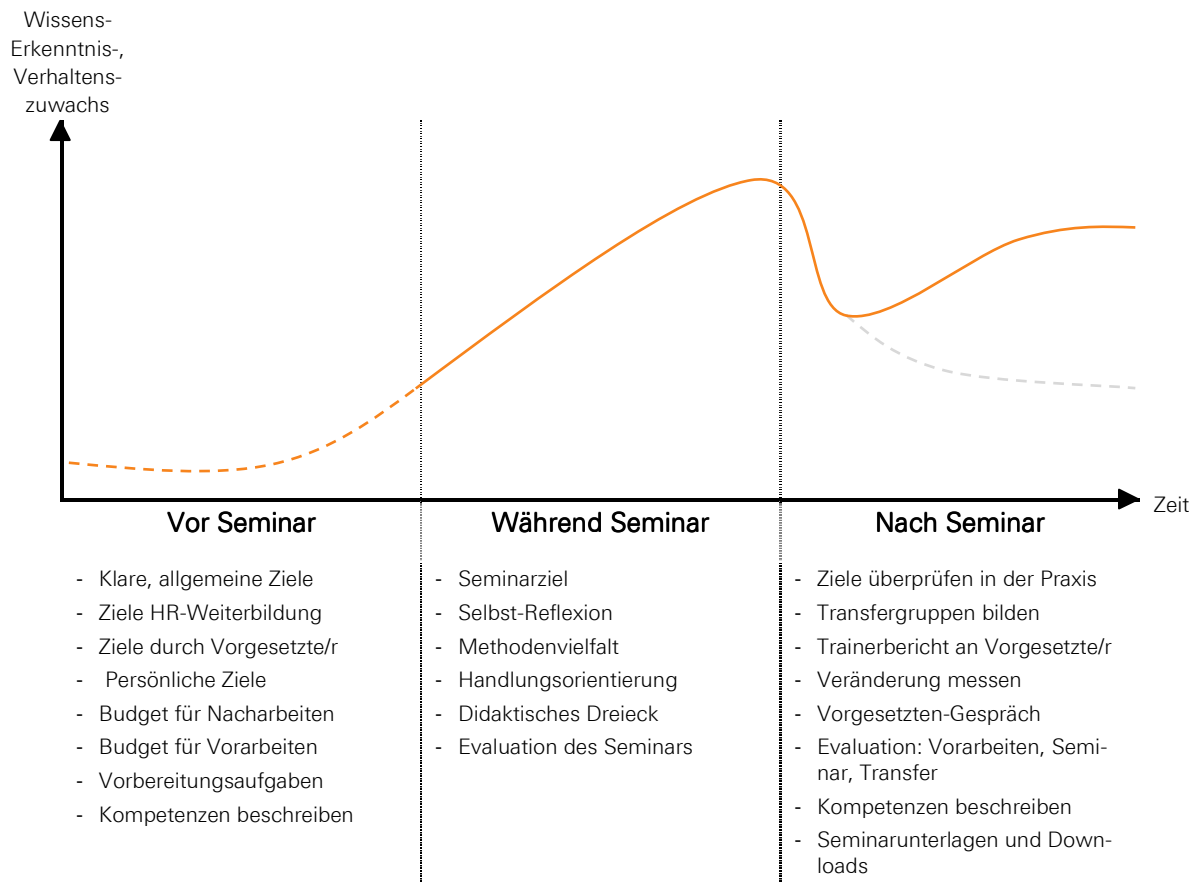 Wissens-
Erkenntnis-,
Verhaltens-
zuwachs
Zeit
Vor Seminar
- Klare, allgemeine Ziele
- Ziele HR-Weiterbildung
- Ziele durch Vorgesetzte/r
- Persönliche Ziele
- Budget für Nacharbeiten
- Budget für Vorarbeiten
- Vorbereitungsaufgaben
- Kompetenzen beschreiben
Während Seminar
- Seminarziel
- Selbst-Reflexion
- Methodenvielfalt
- Handlungsorientierung
- Didaktisches Dreieck
- Evaluation des Seminars
Nach Seminar
- Ziele überprüfen in der Praxis
- Transfergruppen bilden
- Trainerbericht an Vorgesetzte/r
- Veränderung messen
- Vorgesetzten-Gespräch
- Evaluation: Vorarbeiten, Semi-
nar, Transfer
- Kompetenzen beschreiben
- Seminarunterlagen und Down-
loads